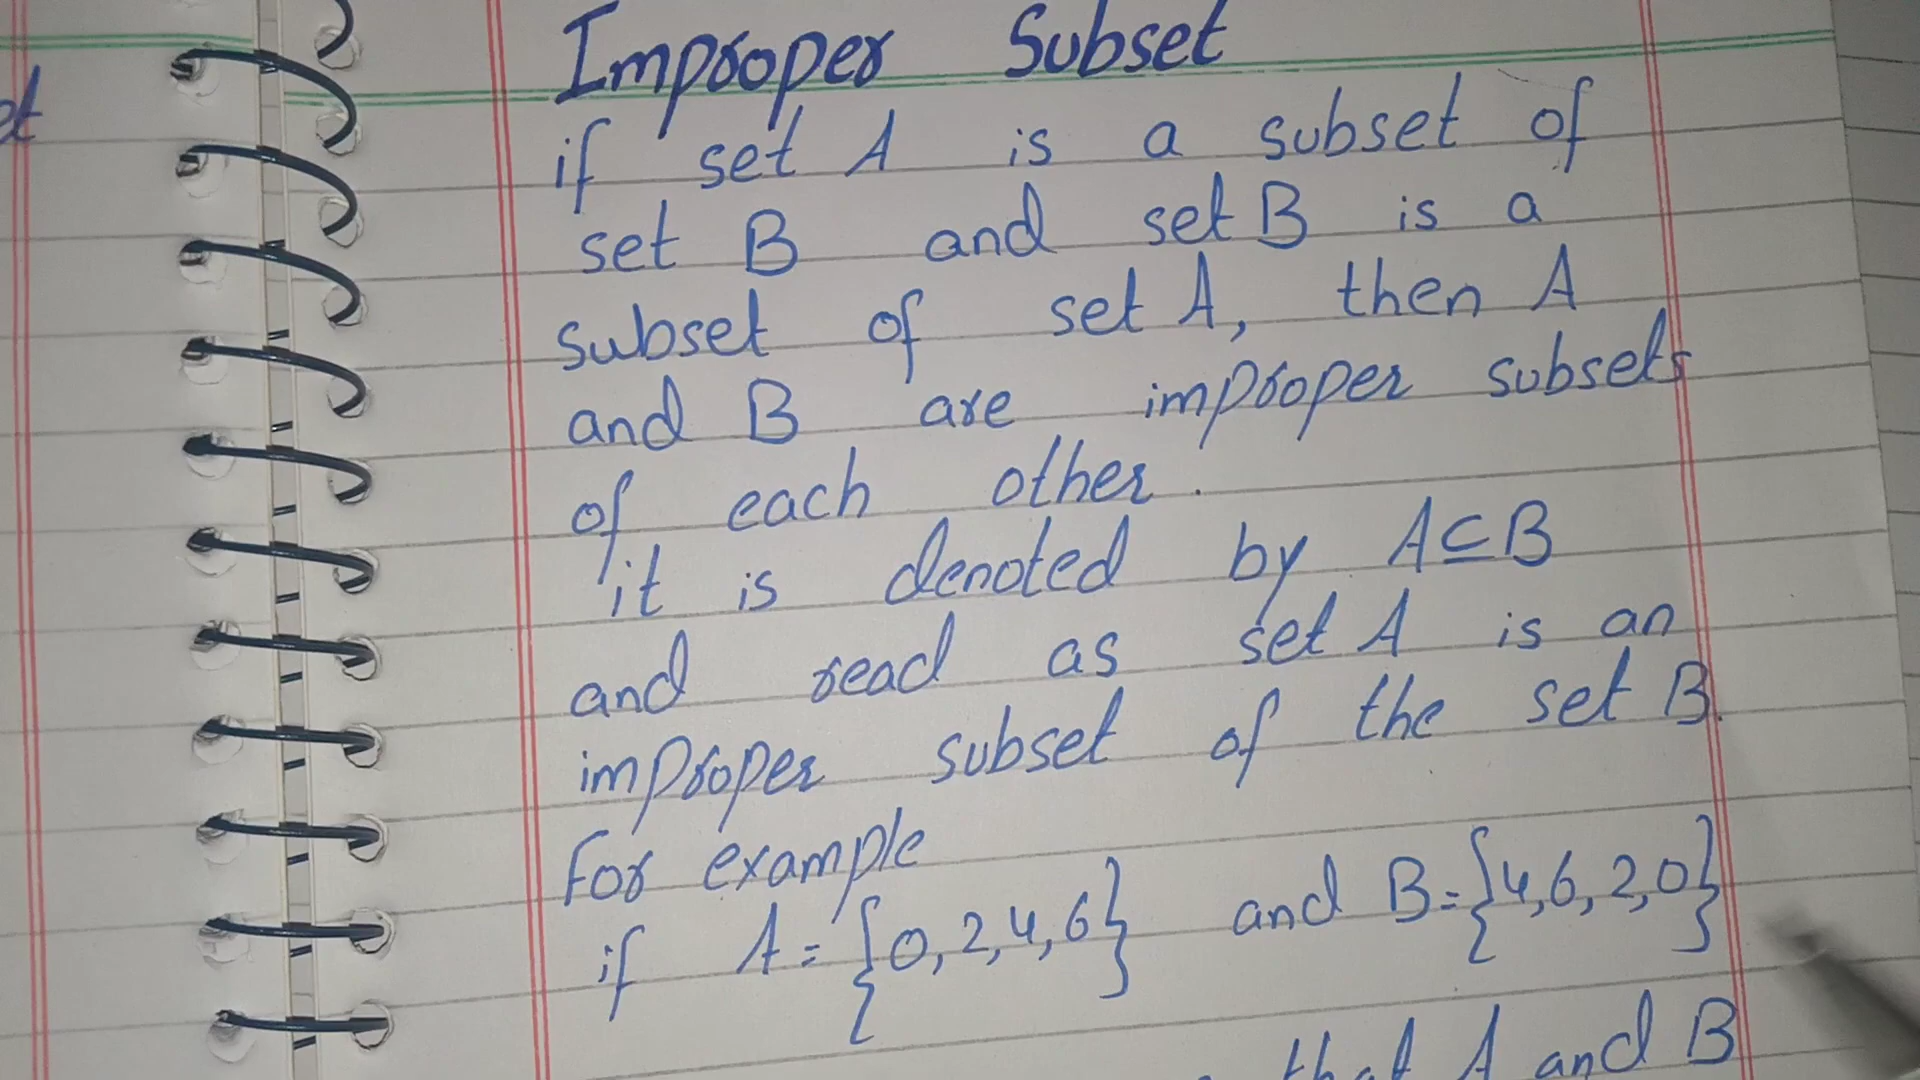 Improper Subset
if set A is a subset of
set B and set B is a
subset of set A, then A
and B are improper subsets
of each other.
it is denoted by A⊆B
and read as set A is an
improper subset of the set B.
For example
if A = {0, 2, 4, 6} and B = {4, 6, 2, 0}
that A and B